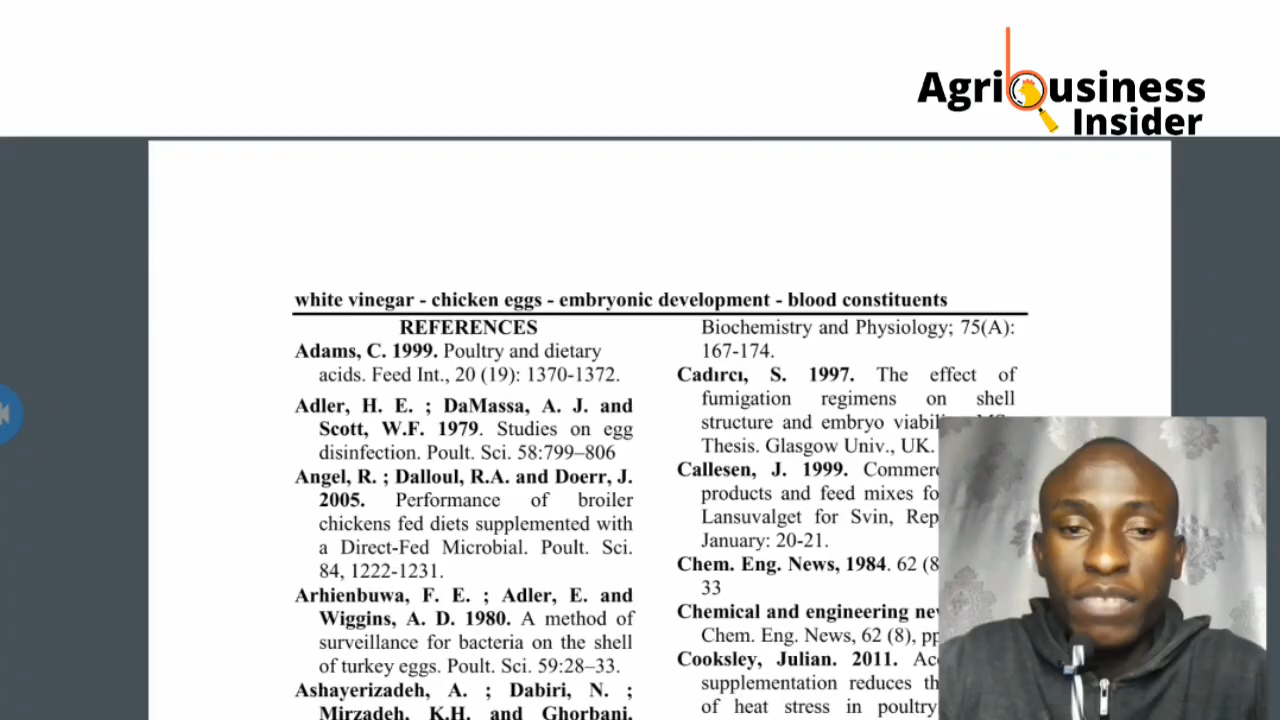 Agribusiness
Insider
white vinegar - chicken eggs - embryonic development - blood constituents
REFERENCES
Adams, C. 1999. Poultry and dietary
acids. Feed Int., 20 (19): 1370-1372.
Adler, H. E. ; DaMassa, A. J. and
Scott, W.F. 1979. Studies on egg
disinfection. Poult. Sci. 58:799–806
Angel, R. ; Dalloul, R.A. and Doerr, J.
2005. Performance of broiler
chickens fed diets supplemented with
a Direct-Fed Microbial. Poult. Sci.
84, 1222-1231.
Arhienbuwa, F. E. ; Adler, E. and
Wiggins, A. D. 1980. A method of
surveillance for bacteria on the shell
of turkey eggs. Poult. Sci. 59:28–33.
Ashayerizadeh, A. ; Dabiri, N. ;
Mirzadeh, K.H. and Ghorbani,
Biochemistry and Physiology; 75(A):
167-174.
Cadırcı, S. 1997. The effect of
fumigation regimens on shell
structure and embryo
Thesis. Glasgow Univ., UK.
Callesen, J. 1999.
products and feed mixes
Lansuvalget for Svin,
January: 20-21.
Chem. Eng. News, 1984. 62
33
Chemical and engineering
Chem. Eng. News, 62 (8),
Cooksley, Julian. 2011.
supplementation reduces
of heat stress in poultry